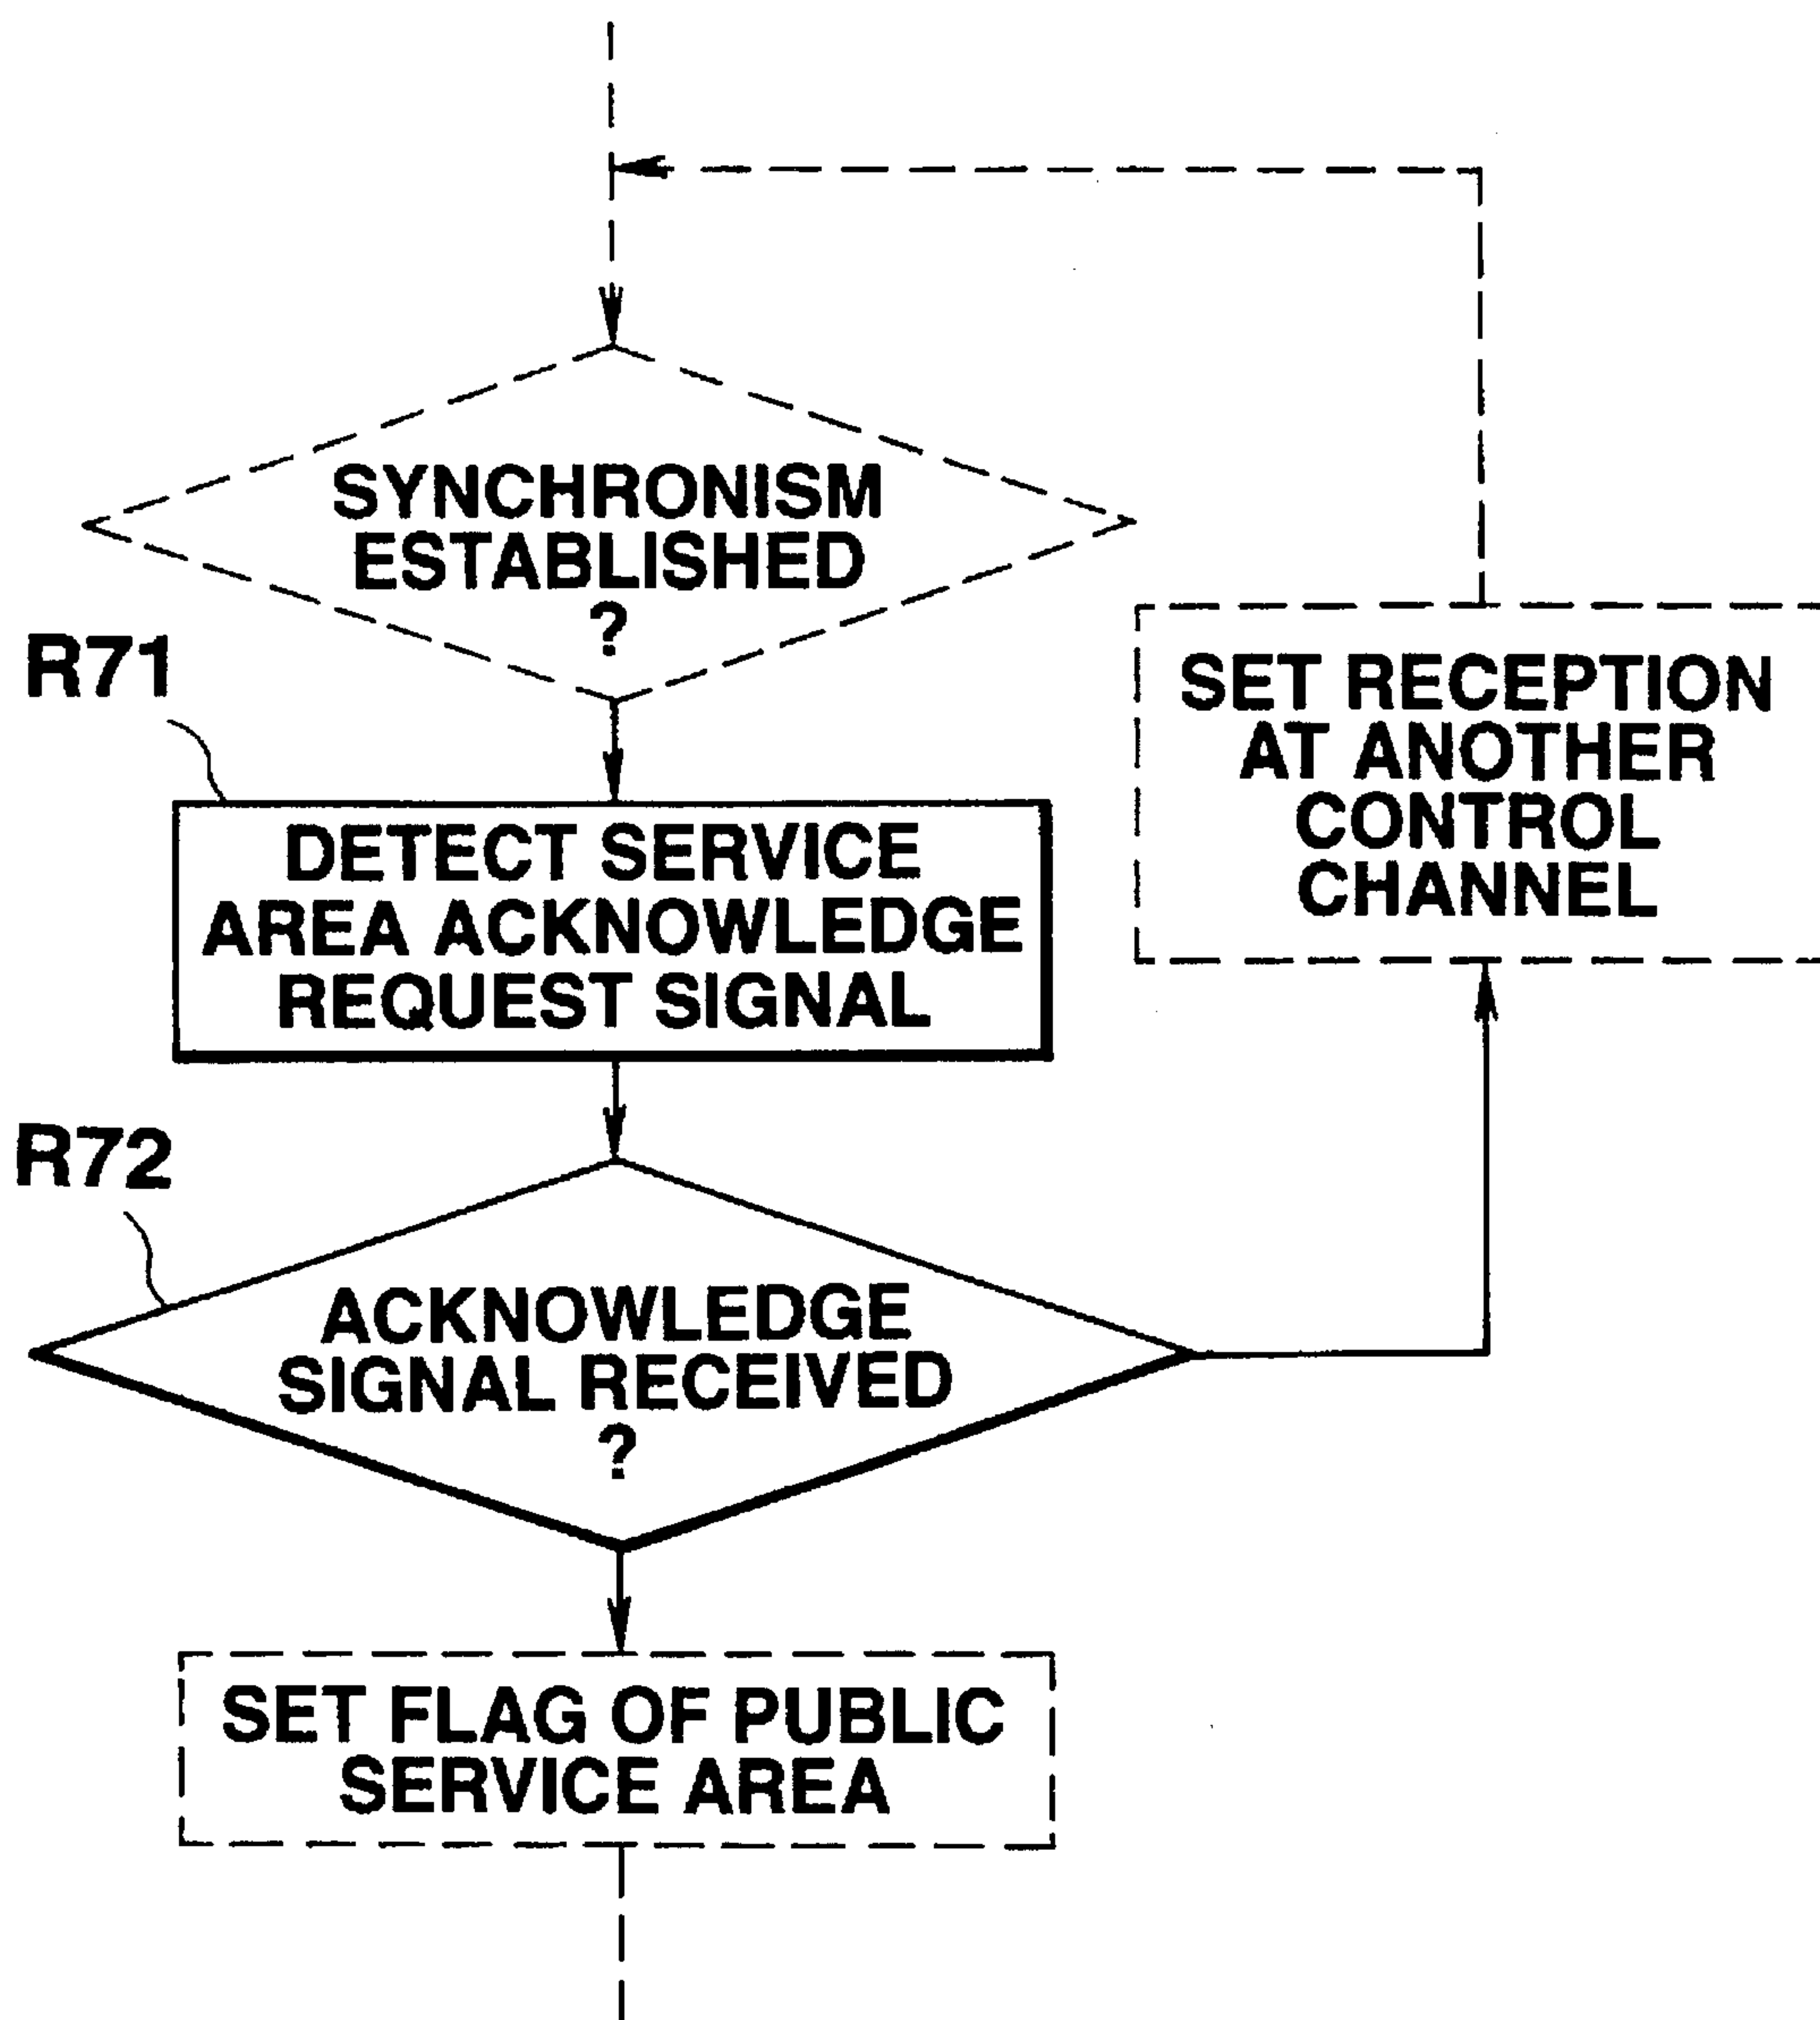 SYNCHRONISM
ESTABLISHED
?
R71
SET RECEPTION
AT ANOTHER
CONTROL
CHANNEL
DETECT SERVICE
AREA ACKNOWLEDGE
REQUEST SIGNAL
R72
ACKNOWLEDGE
SIGNAL RECEIVED
?
SET FLAG OF PUBLIC
SERVICE AREA